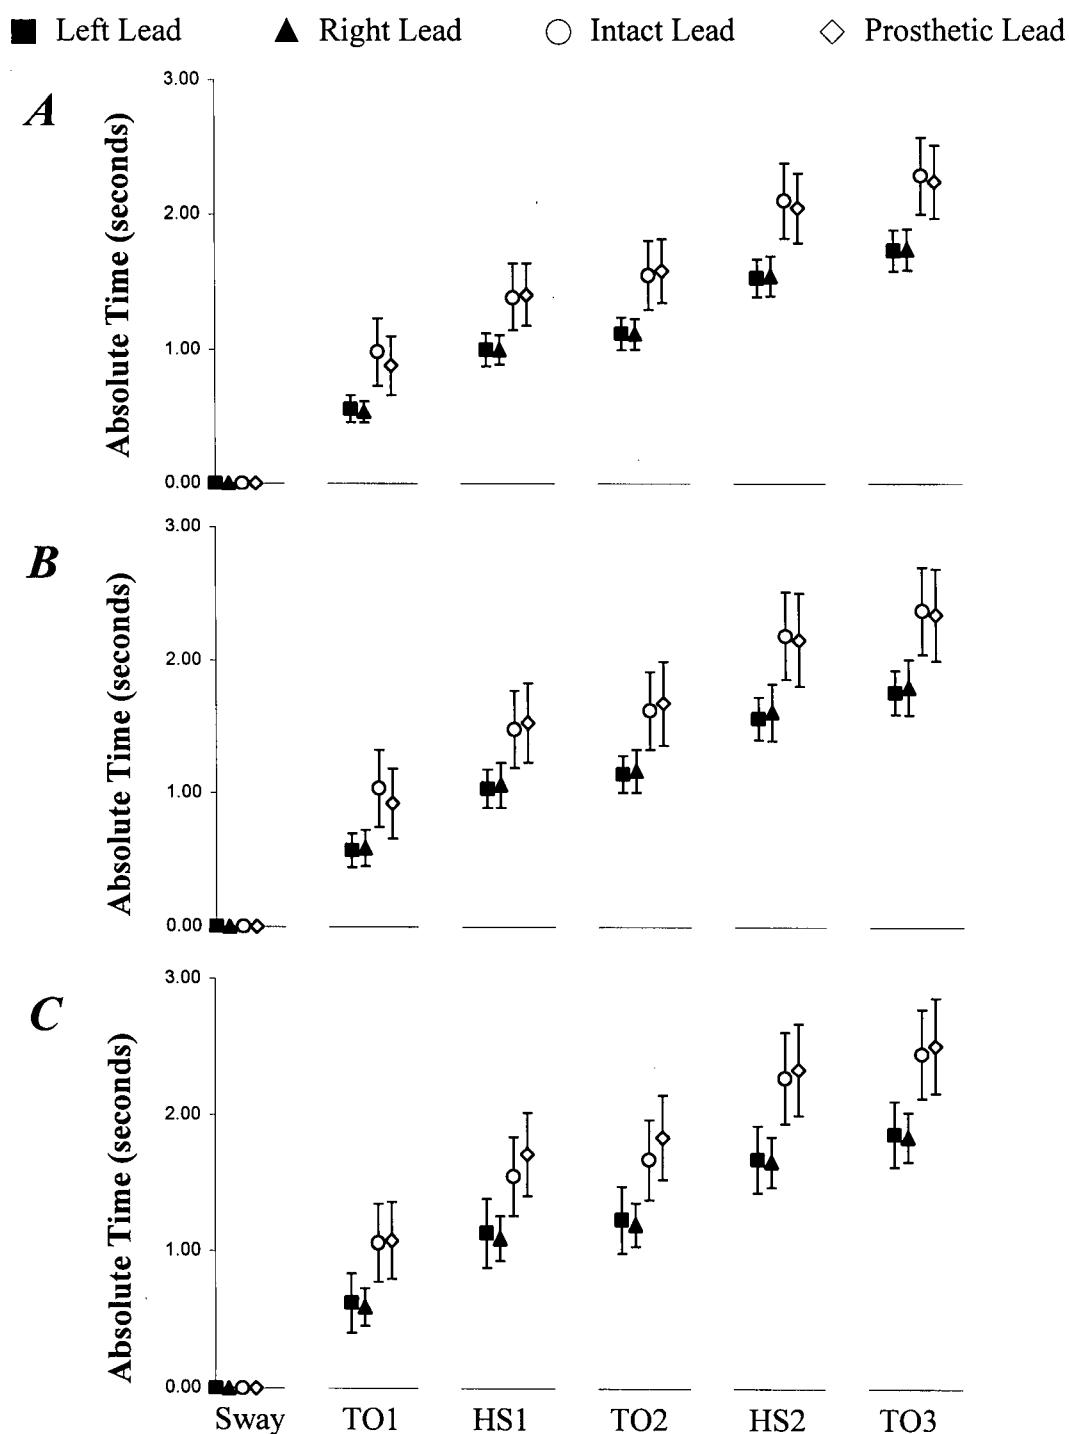 Left Lead Right Lead Intact Lead Prosthetic Lead
A
Absolute Time (seconds)
3.00
2.00
1.00
0.00
B
Absolute Time (seconds)
3.00
2.00
1.00
0.00
C
Absolute Time (seconds)
3.00
2.00
1.00
0.00
Sway TO1 HS1 TO2 HS2 TO3